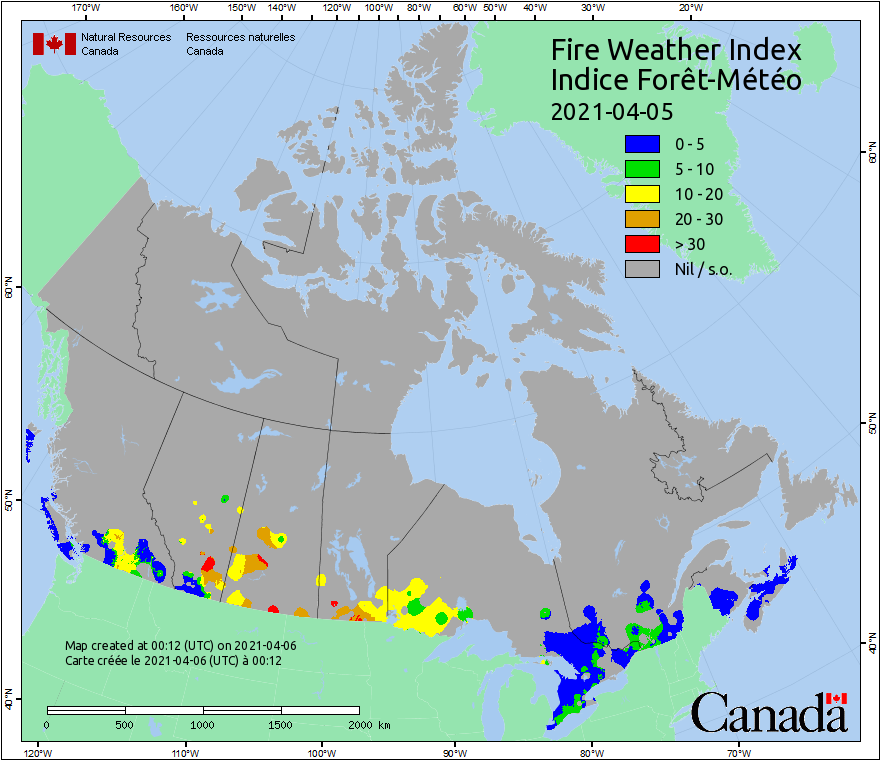 170°W 160°W 150°W 140°W 120°W 100°W 80°W 60°W 50°W 40°W 30°W 20°W
Natural Resources Ressources naturelles
Canada Canada
Fire Weather Index
Indice Forêt-Météo
2021-04-05
0 - 5
5 - 10
10 - 20
20 - 30
> 30
Nil / s.o.
60°N 60°N
50°N 50°N
40°N 40°N
Map created at 00:12 (UTC) on 2021-04-06
Carte créée le 2021-04-06 (UTC) à 00:12
0 500 1000 1500 2000 km
Canada
120°W 110°W 100°W 90°W 80°W 70°W